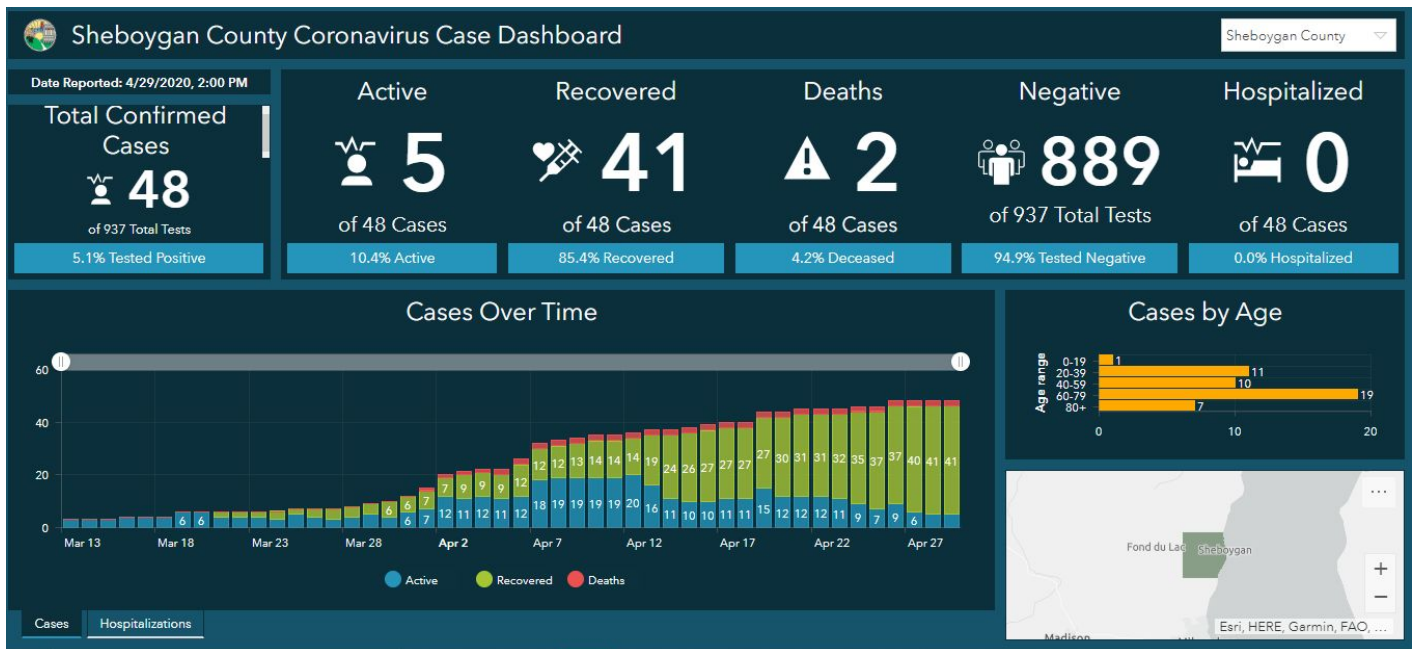 Sheboygan County Coronavirus Case Dashboard
Sheboygan County
Date Reported: 4/29/2020, 2:00 PM
Total Confirmed
Cases
48
of 937 Total Tests
5.1% Tested Positive
Active
5
of 48 Cases
10.4% Active
Recovered
41
of 48 Cases
85.4% Recovered
Deaths
2
of 48 Cases
4.2% Deceased
Negative
889
of 937 Total Tests
94.9% Tested Negative
Hospitalized
0
of 48 Cases
0.0% Hospitalized
Cases Over Time
60
40
20
0
6 6 6 7 12 11 12 11 12 18 19 19 19 19 20 16 11 10 10 11 11 15 12 12 12 11 9 7 9 6
6 6 7 7 9 9 9 12 12 12 13 14 14 14 19 24 26 27 27 27 27 30 31 31 32 35 37 37 40 41 41
Mar 13 Mar 18 Mar 23 Mar 28 Apr 2 Apr 7 Apr 12 Apr 17 Apr 22 Apr 27
Active Recovered Deaths
Cases Hospitalizations
Cases by Age
Age range
0-19 1
20-39 11
40-59 10
60-79 19
80+ 7
0 10 20
...
Fond du Lac Sheboygan
+
−
Esri, HERE, Garmin, FAO, ...
Madison